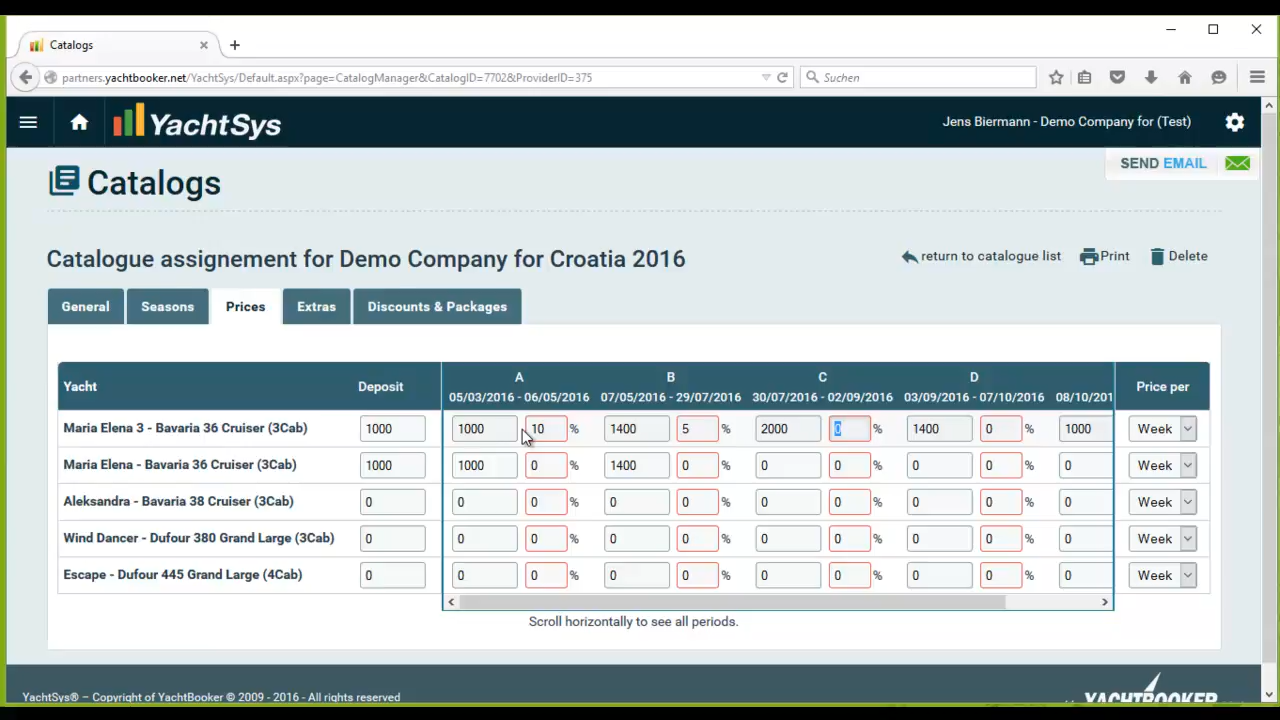 Catalogs
partners.yachtbooker.net/YachtSys/Default.aspx?page=CatalogManager&CatalogID=7702&ProviderID=375
Suchen
YachtSys
Jens Biermann - Demo Company for (Test)
SEND EMAIL
Catalogs
Catalogue assignement for Demo Company for Croatia 2016
return to catalogue list
Print
Delete
General
Seasons
Prices
Extras
Discounts & Packages
Yacht Deposit A B C D Price per
05/03/2016 - 06/05/2016 07/05/2016 - 29/07/2016 30/07/2016 - 02/09/2016 03/09/2016 - 07/10/2016 08/10/201
Maria Elena 3 - Bavaria 36 Cruiser (3Cab) 1000 1000 10 % 1400 5 % 2000 0 % 1400 0 % 1000 Week
Maria Elena - Bavaria 36 Cruiser (3Cab) 1000 1000 0 % 1400 0 % 0 0 % 0 0 % 0 Week
Aleksandra - Bavaria 38 Cruiser (3Cab) 0 0 0 % 0 0 % 0 0 % 0 0 % 0 Week
Wind Dancer - Dufour 380 Grand Large (3Cab) 0 0 0 % 0 0 % 0 0 % 0 0 % 0 Week
Escape - Dufour 445 Grand Large (4Cab) 0 0 0 % 0 0 % 0 0 % 0 0 % 0 Week
Scroll horizontally to see all periods.
YachtSys® – Copyright of YachtBooker © 2009 - 2016 - All rights reserved
YACHTBOOKER